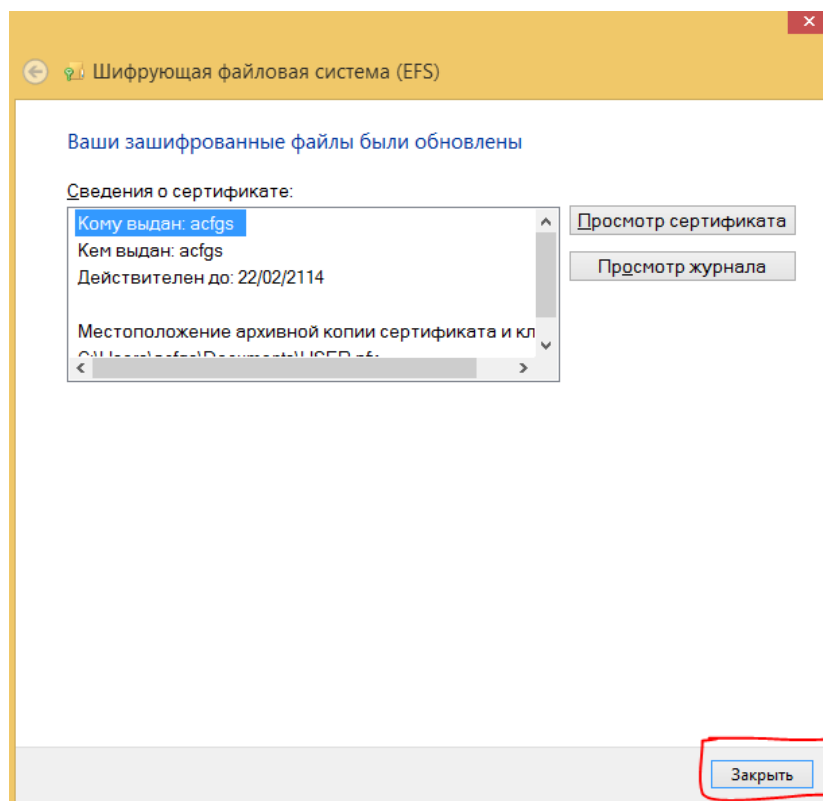 Шифрующая файловая система (EFS)
Ваши зашифрованные файлы были обновлены
Сведения о сертификате:
Кому выдан: acfgs
Кем выдан: acfgs
Действителен до: 22/02/2114
Местоположение архивной копии сертификата и кл
Просмотр сертификата
Просмотр журнала
Закрыть